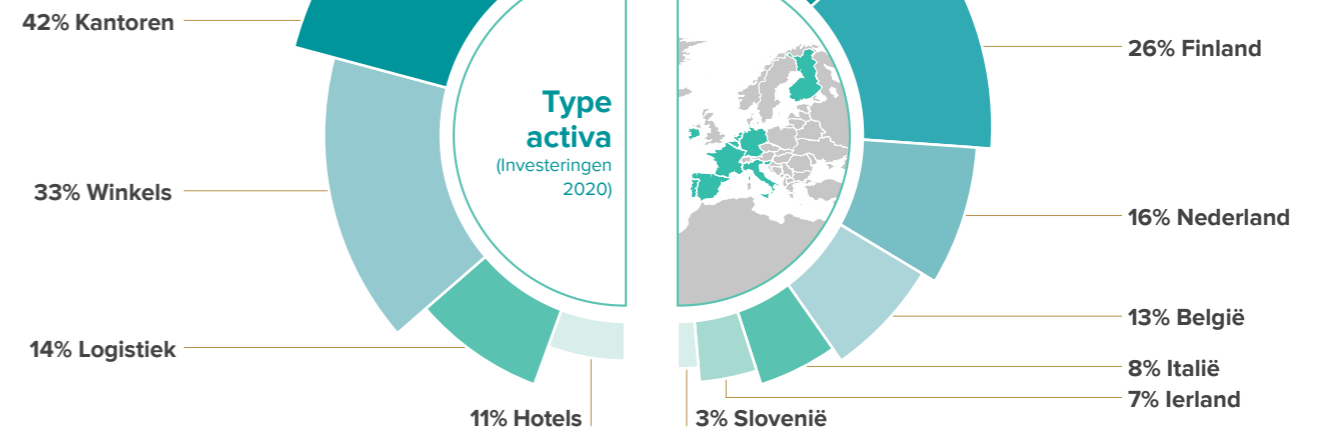 42% Kantoren
33% Winkels
14% Logistiek
11% Hotels
Type
activa
(Investeringen
2020)
26% Finland
16% Nederland
13% België
8% Italië
7% Ierland
3% Slovenië